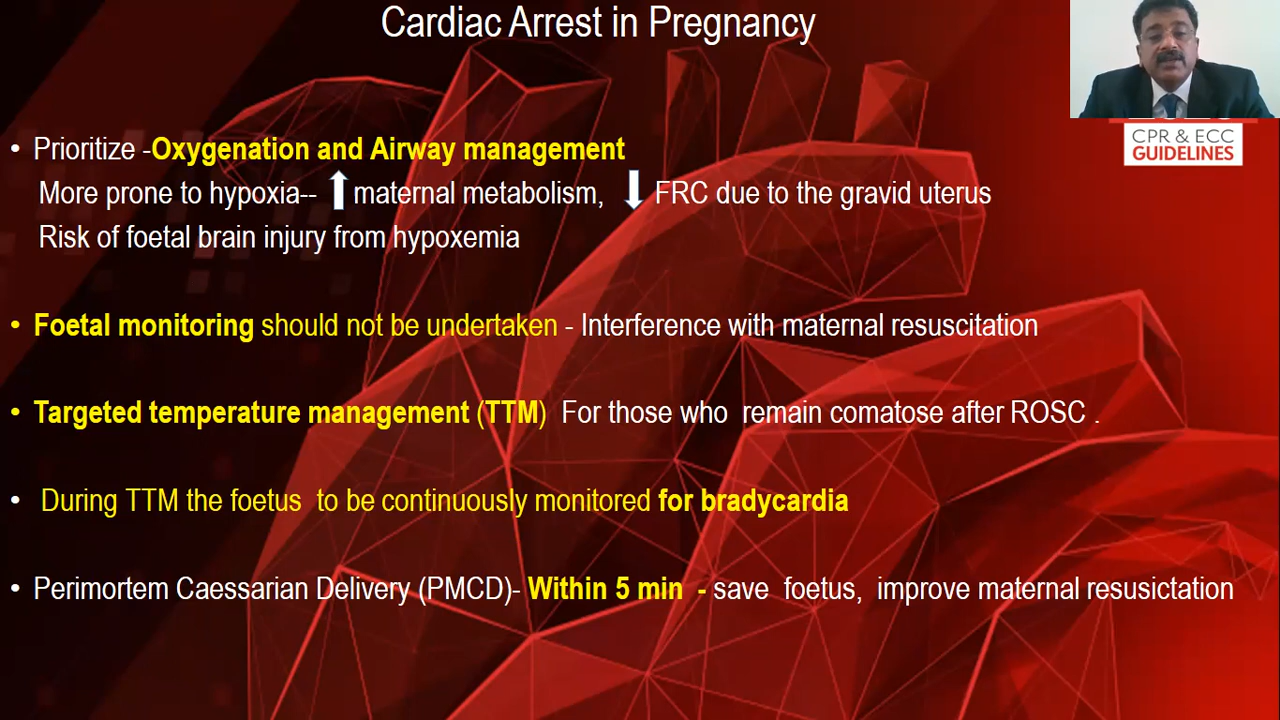 Cardiac Arrest in Pregnancy
CPR & ECC
GUIDELINES
• Prioritize -Oxygenation and Airway management
More prone to hypoxia-- ⬆maternal metabolism, ⬇ FRC due to the gravid uterus
Risk of foetal brain injury from hypoxemia
• Foetal monitoring should not be undertaken - Interference with maternal resuscitation
• Targeted temperature management (TTM) For those who remain comatose after ROSC .
• During TTM the foetus to be continuously monitored for bradycardia
• Perimortem Caessarian Delivery (PMCD)- Within 5 min - save foetus, improve maternal resusictation